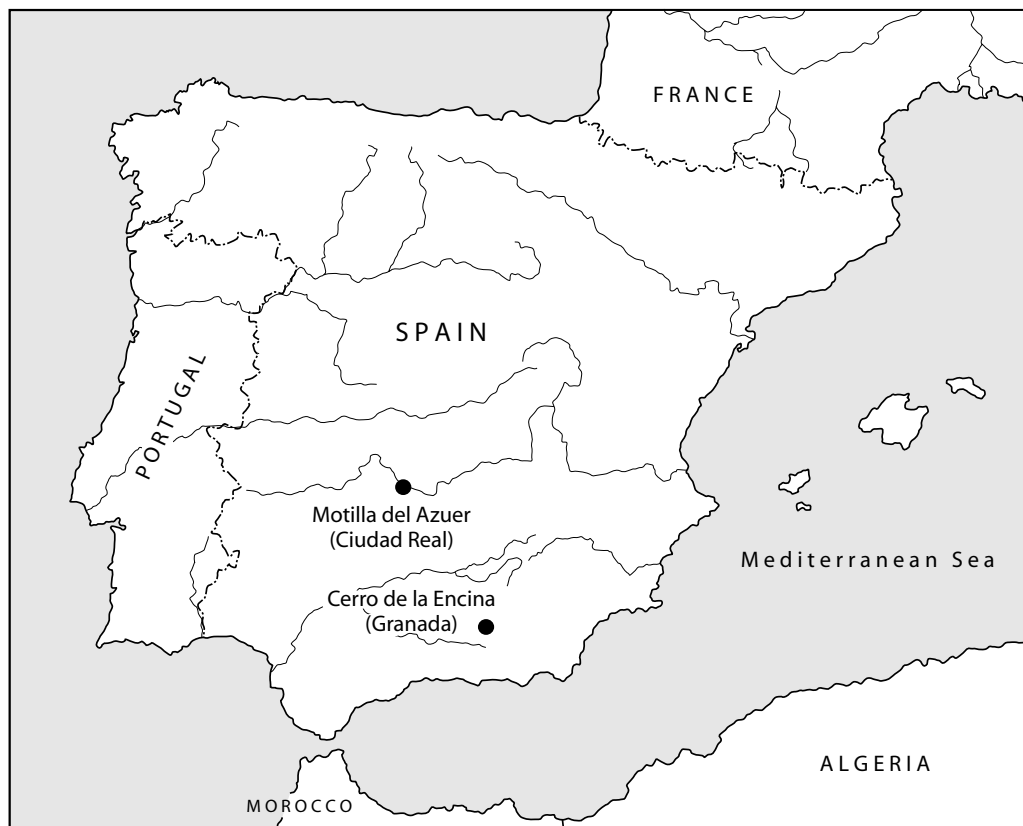 FRANCE
SPAIN
PORTUGAL
Motilla del Azuer
(Ciudad Real)
Mediterranean Sea
Cerro de la Encina
(Granada)
ALGERIA
MOROCCO